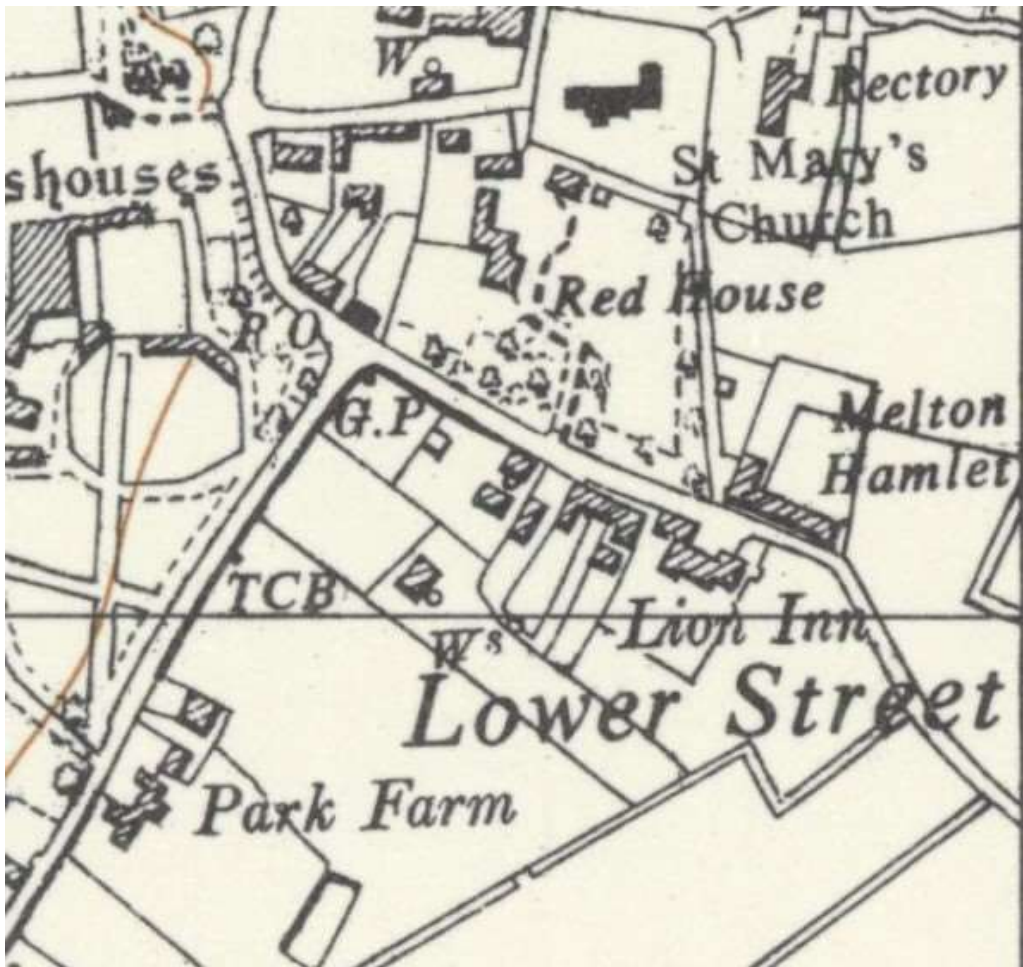 W
Rectory
St Mary's
Church
shouses
Red House
P O
G.P
Melton
Hamlet
TCB
Lion Inn
Wˢ
Lower Street
Park Farm